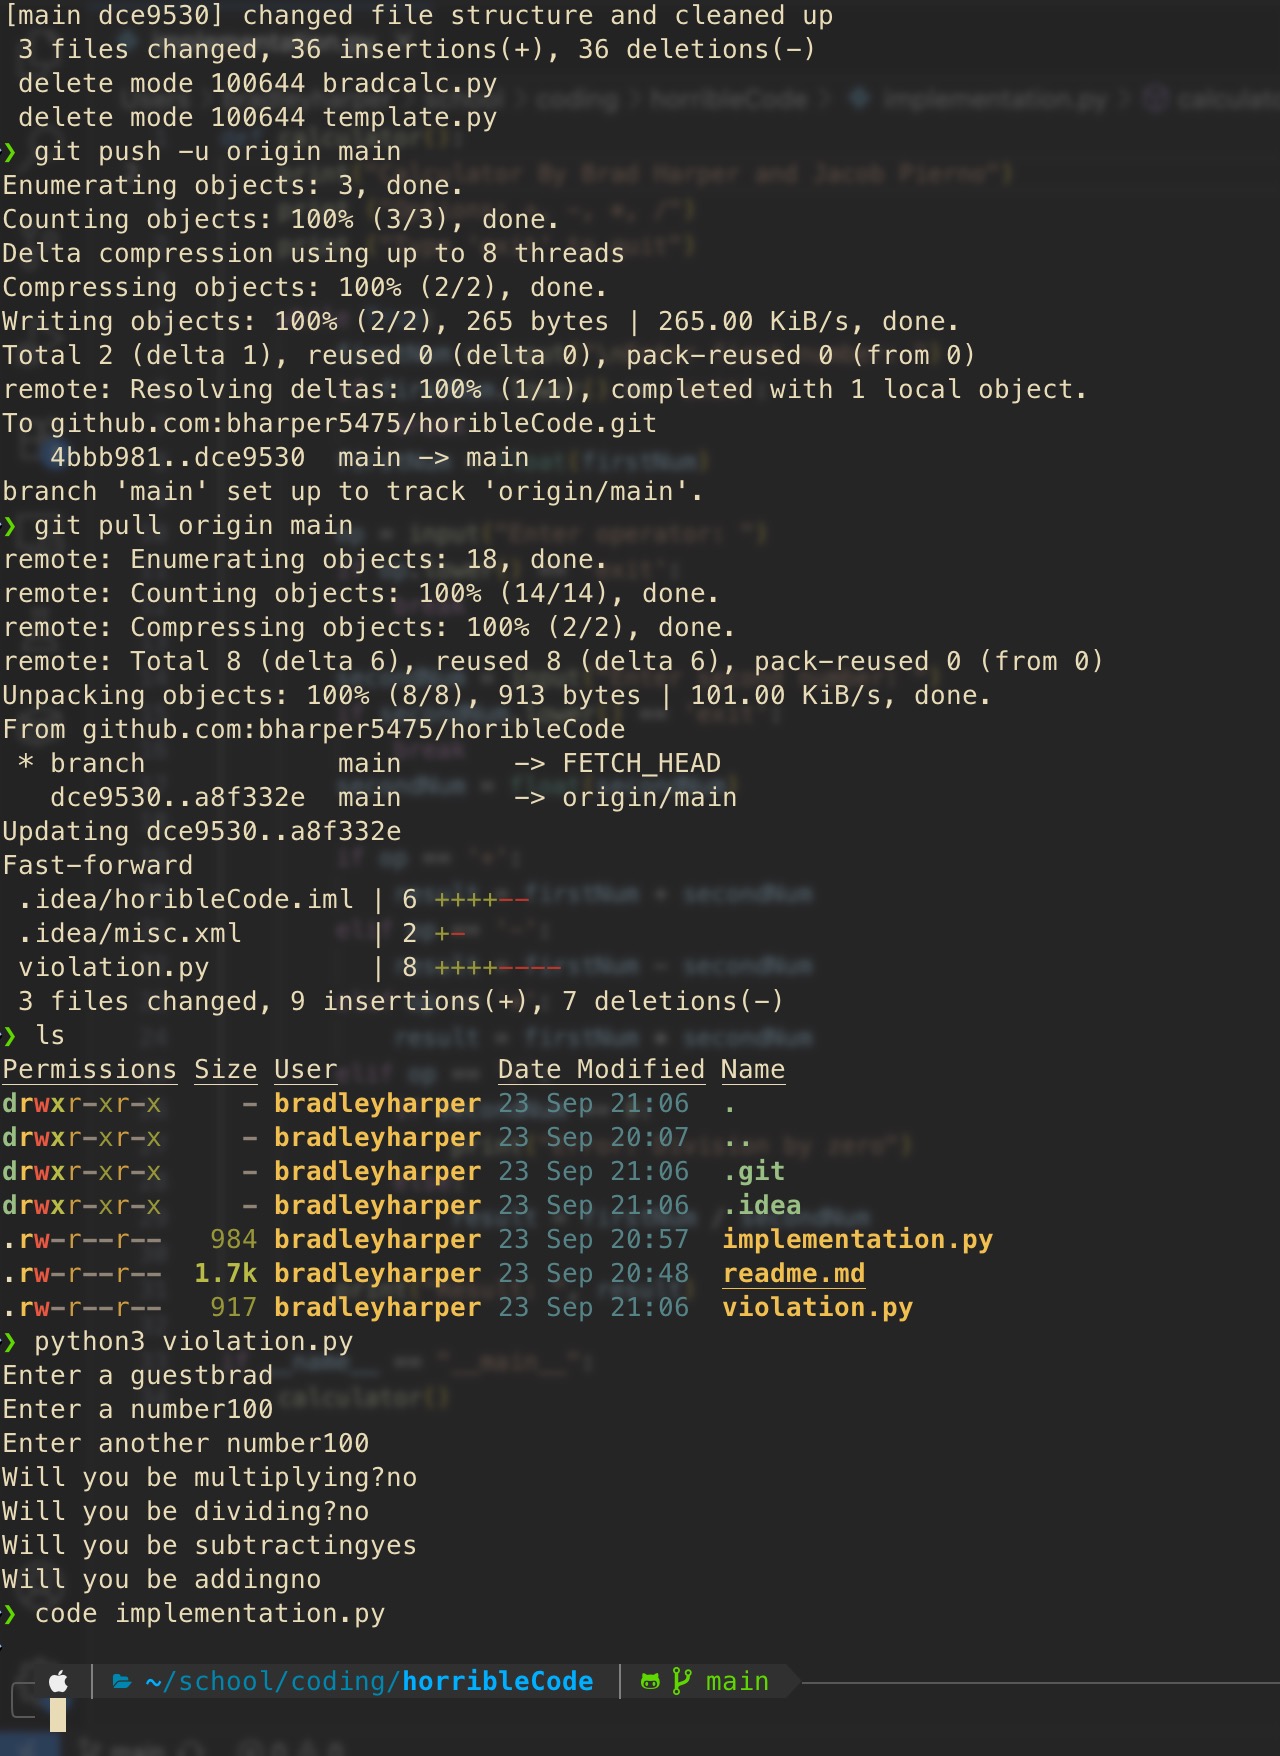 [main dce9530] changed file structure and cleaned up
 3 files changed, 36 insertions(+), 36 deletions(-)
 delete mode 100644 bradcalc.py
 delete mode 100644 template.py
❯ git push -u origin main
Enumerating objects: 3, done.
Counting objects: 100% (3/3), done.
Delta compression using up to 8 threads
Compressing objects: 100% (2/2), done.
Writing objects: 100% (2/2), 265 bytes | 265.00 KiB/s, done.
Total 2 (delta 1), reused 0 (delta 0), pack-reused 0 (from 0)
remote: Resolving deltas: 100% (1/1), completed with 1 local object.
To github.com:bharper5475/horibleCode.git
   4bbb981..dce9530  main -> main
branch 'main' set up to track 'origin/main'.
❯ git pull origin main
remote: Enumerating objects: 18, done.
remote: Counting objects: 100% (14/14), done.
remote: Compressing objects: 100% (2/2), done.
remote: Total 8 (delta 6), reused 8 (delta 6), pack-reused 0 (from 0)
Unpacking objects: 100% (8/8), 913 bytes | 101.00 KiB/s, done.
From github.com:bharper5475/horibleCode
 * branch            main       -> FETCH_HEAD
   dce9530..a8f332e  main       -> origin/main
Updating dce9530..a8f332e
Fast-forward
 .idea/horibleCode.iml | 6 ++++--
 .idea/misc.xml        | 2 +-
 violation.py          | 8 ++++----
 3 files changed, 9 insertions(+), 7 deletions(-)
❯ ls
Permissions Size User          Date Modified Name
drwxr-xr-x     - bradleyharper 23 Sep 21:06  .
drwxr-xr-x     - bradleyharper 23 Sep 20:07  ..
drwxr-xr-x     - bradleyharper 23 Sep 21:06  .git
drwxr-xr-x     - bradleyharper 23 Sep 21:06  .idea
.rw-r--r--   984 bradleyharper 23 Sep 20:57  implementation.py
.rw-r--r--  1.7k bradleyharper 23 Sep 20:48  readme.md
.rw-r--r--   917 bradleyharper 23 Sep 21:06  violation.py
❯ python3 violation.py
Enter a guestbrad
Enter a number100
Enter another number100
Will you be multiplying?no
Will you be dividing?no
Will you be subtractingyes
Will you be addingno
❯ code implementation.py
~/school/coding/horribleCode | main